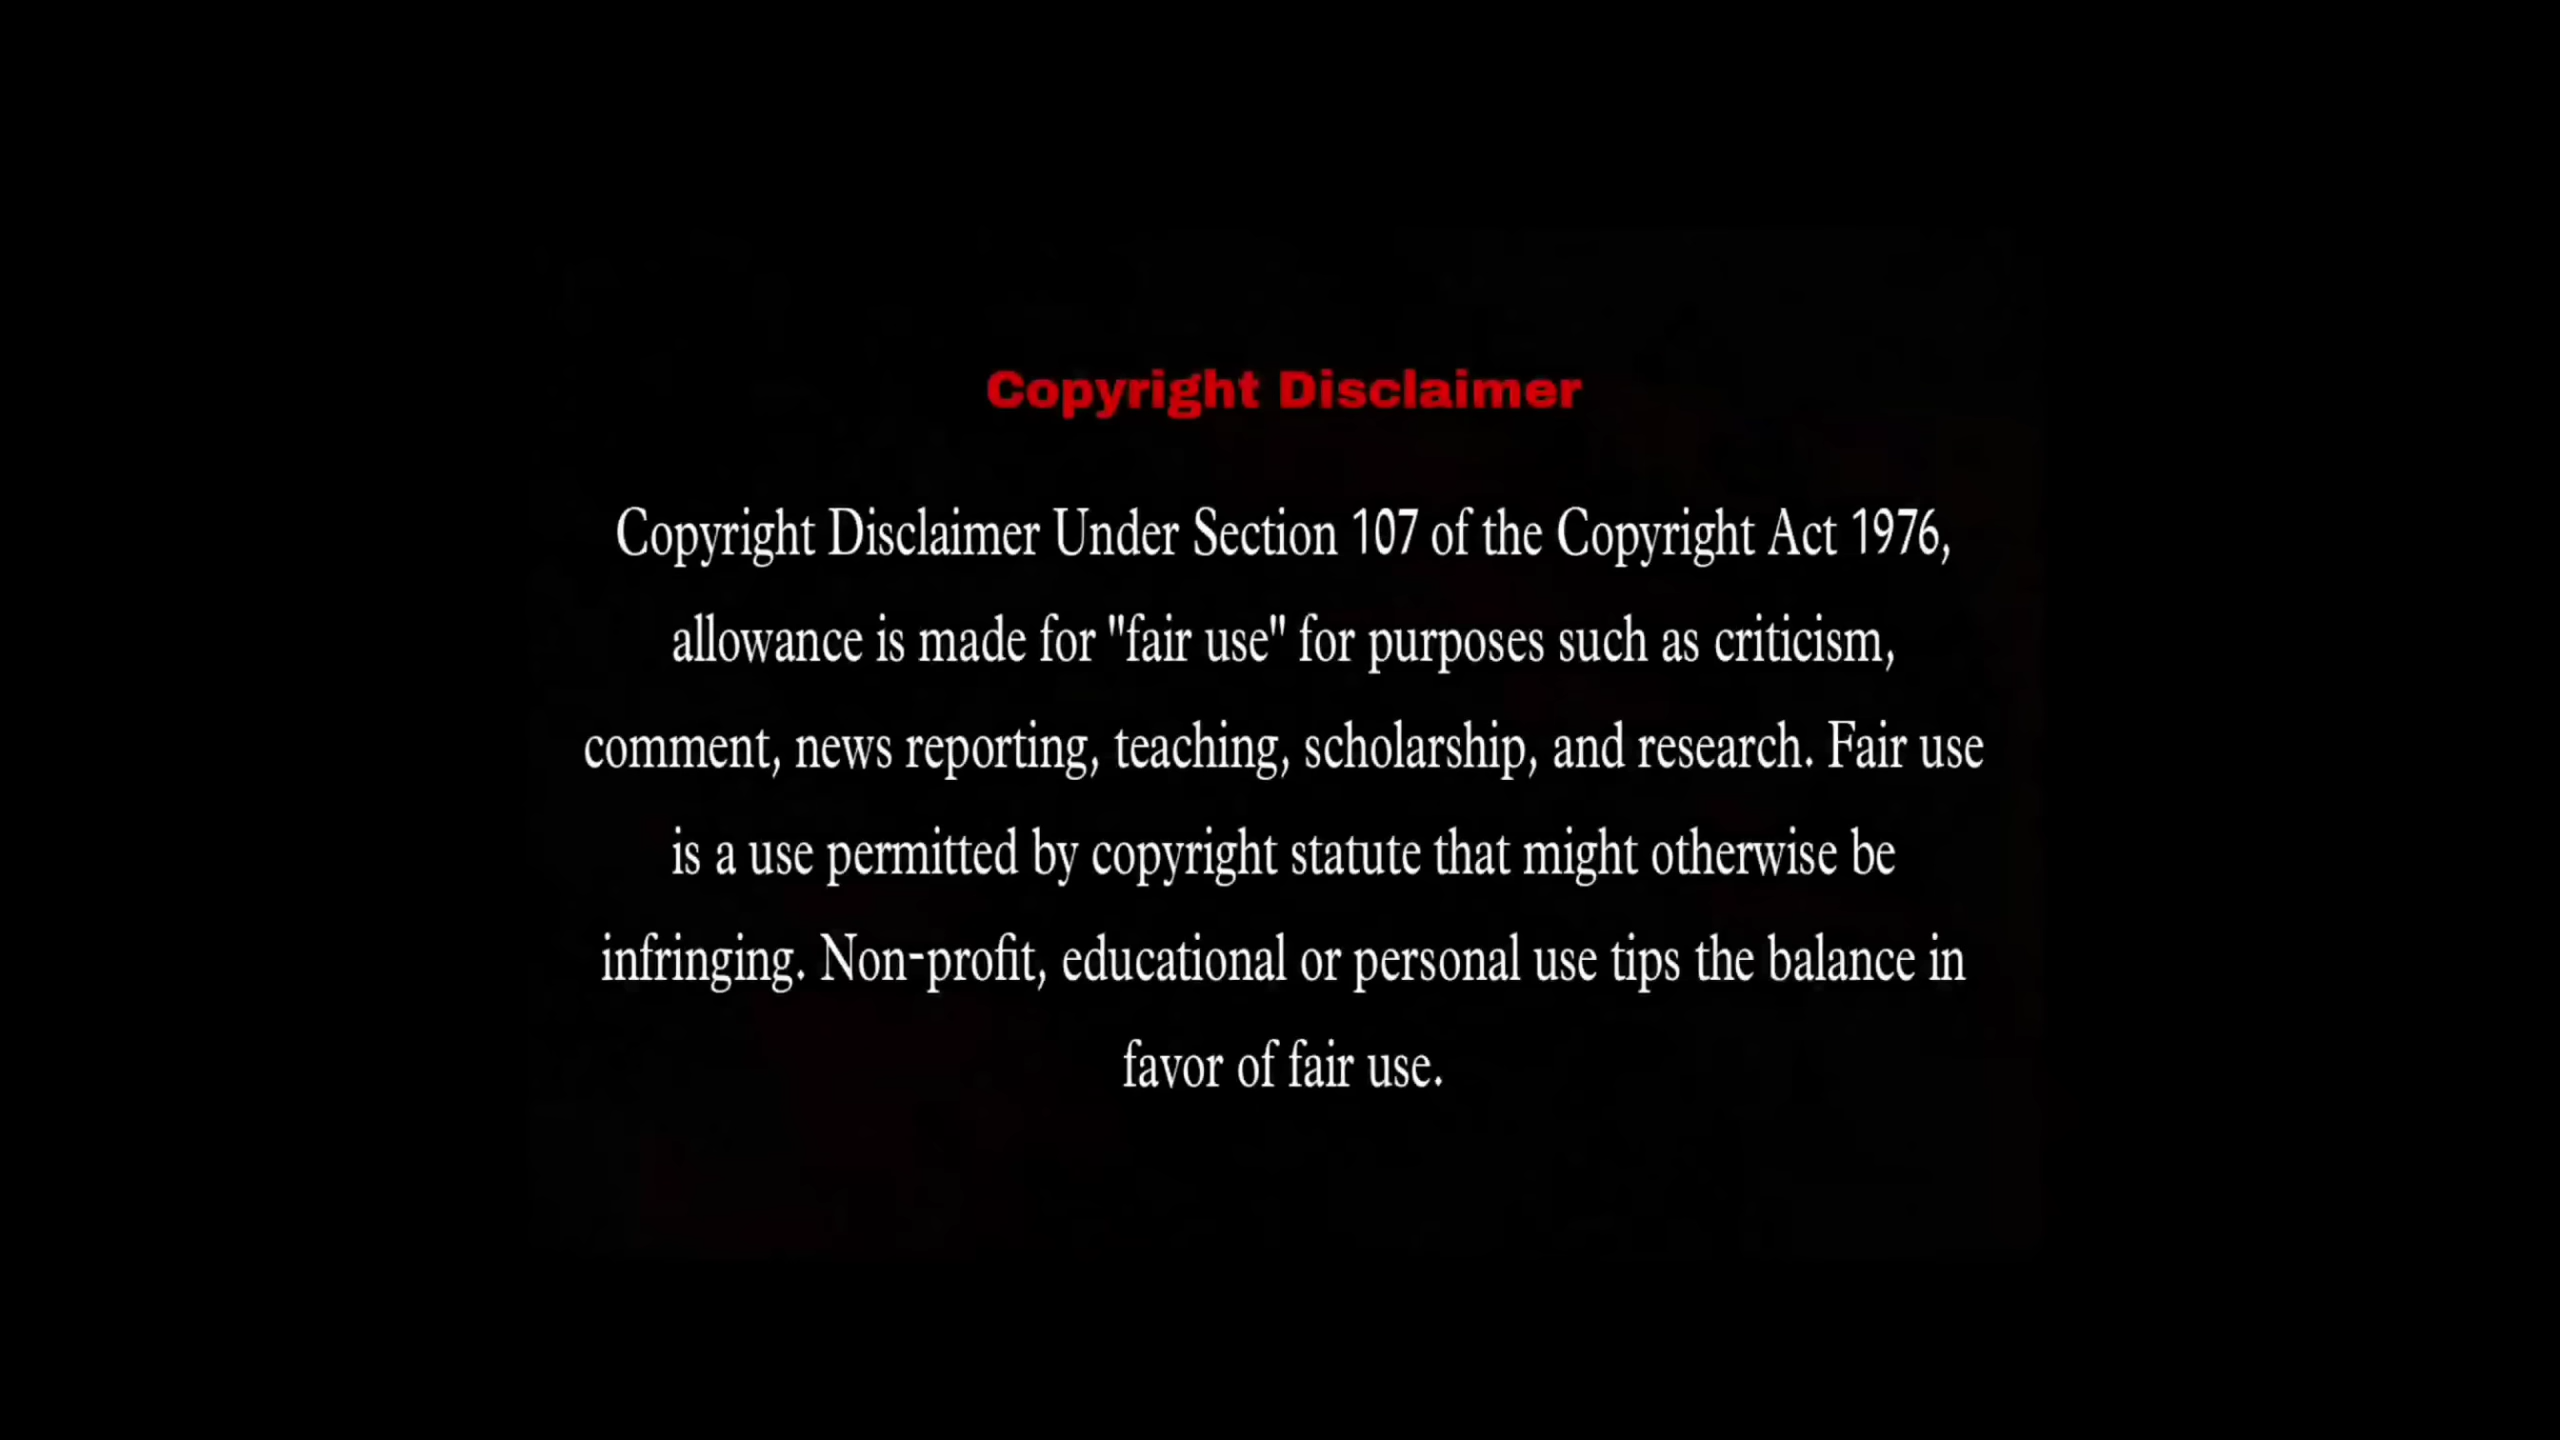 Copyright Disclaimer
Copyright Disclaimer Under Section 107 of the Copyright Act 1976,
allowance is made for "fair use" for purposes such as criticism,
comment, news reporting, teaching, scholarship, and research. Fair use
is a use permitted by copyright statute that might otherwise be
infringing. Non-profit, educational or personal use tips the balance in
favor of fair use.